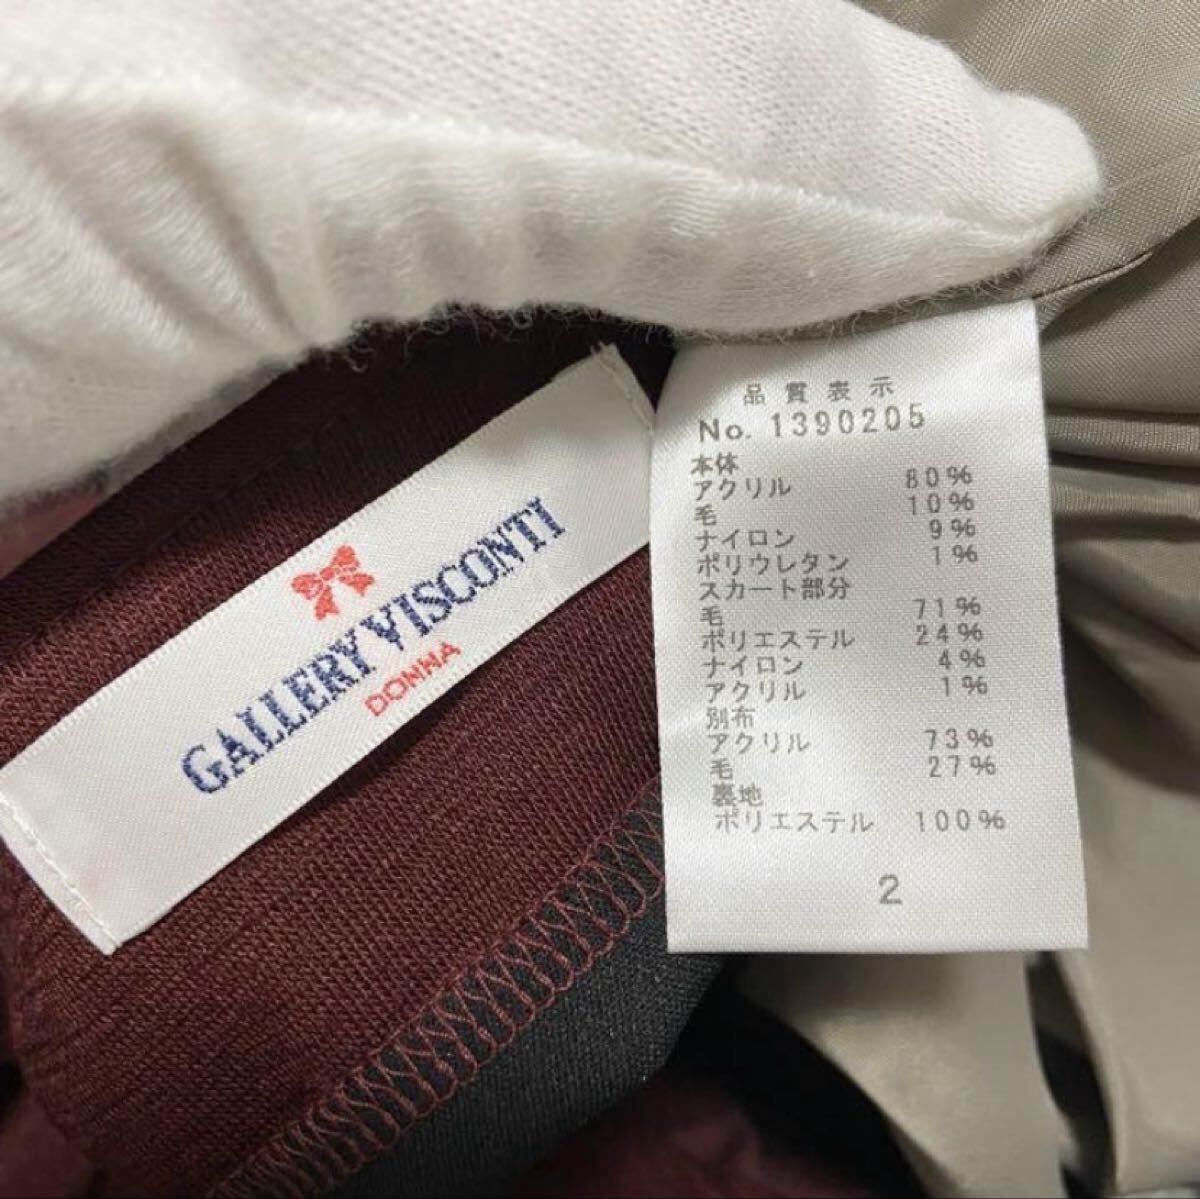 GALLERY VISCONTI
DONNA
品質表示
No. 1390205
本体
アクリル 80%
毛 10%
ナイロン 9%
ポリウレタン 1%
スカート部分
毛 71%
ポリエステル 24%
ナイロン 4%
アクリル 1%
別布
アクリル 73%
毛 27%
裏地
ポリエステル 100%
2